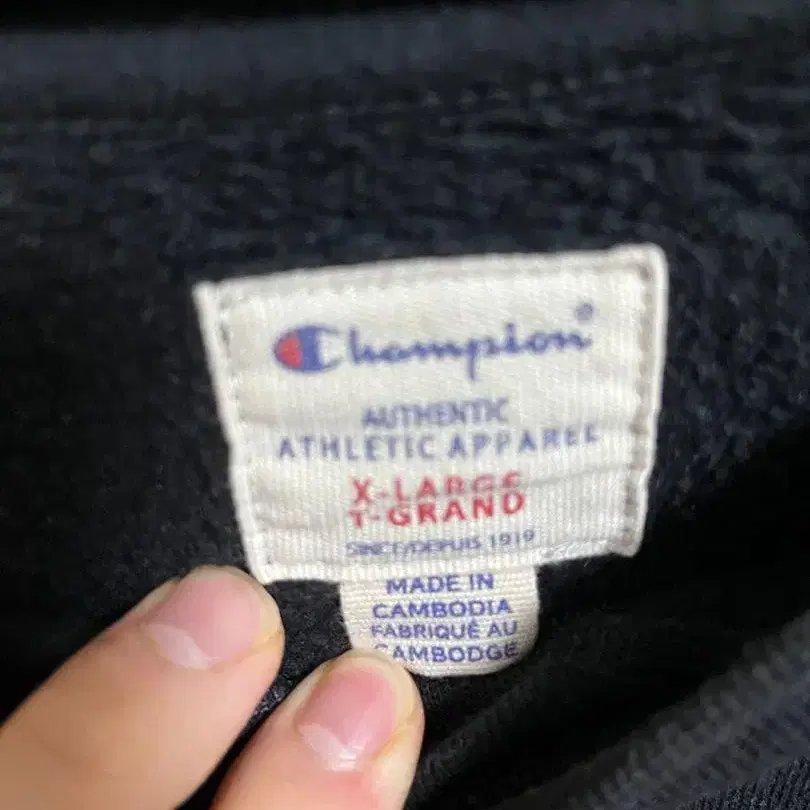 Champion®
AUTHENTIC
ATHLETIC APPAREL
X-LARGE
T-GRAND
SINCE/DEPUIS 1919
MADE IN
CAMBODIA
FABRIQUÉ AU
CAMBODGE